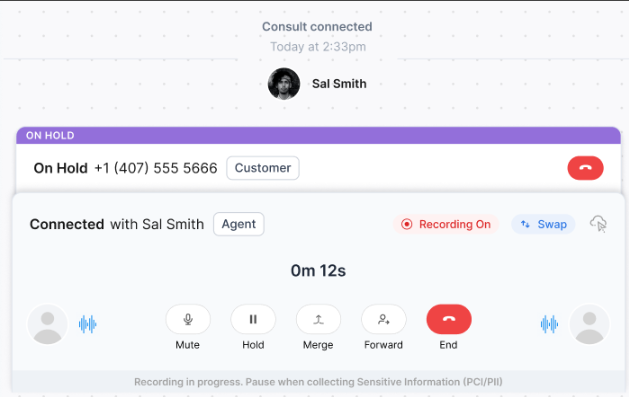 Consult connected
Today at 2:33pm
Sal Smith
ON HOLD
On Hold +1 (407) 555 5666 Customer
Connected with Sal Smith Agent Recording On Swap
0m 12s
Mute Hold Merge Forward End
Recording in progress. Pause when collecting Sensitive Information (PCI/PII)